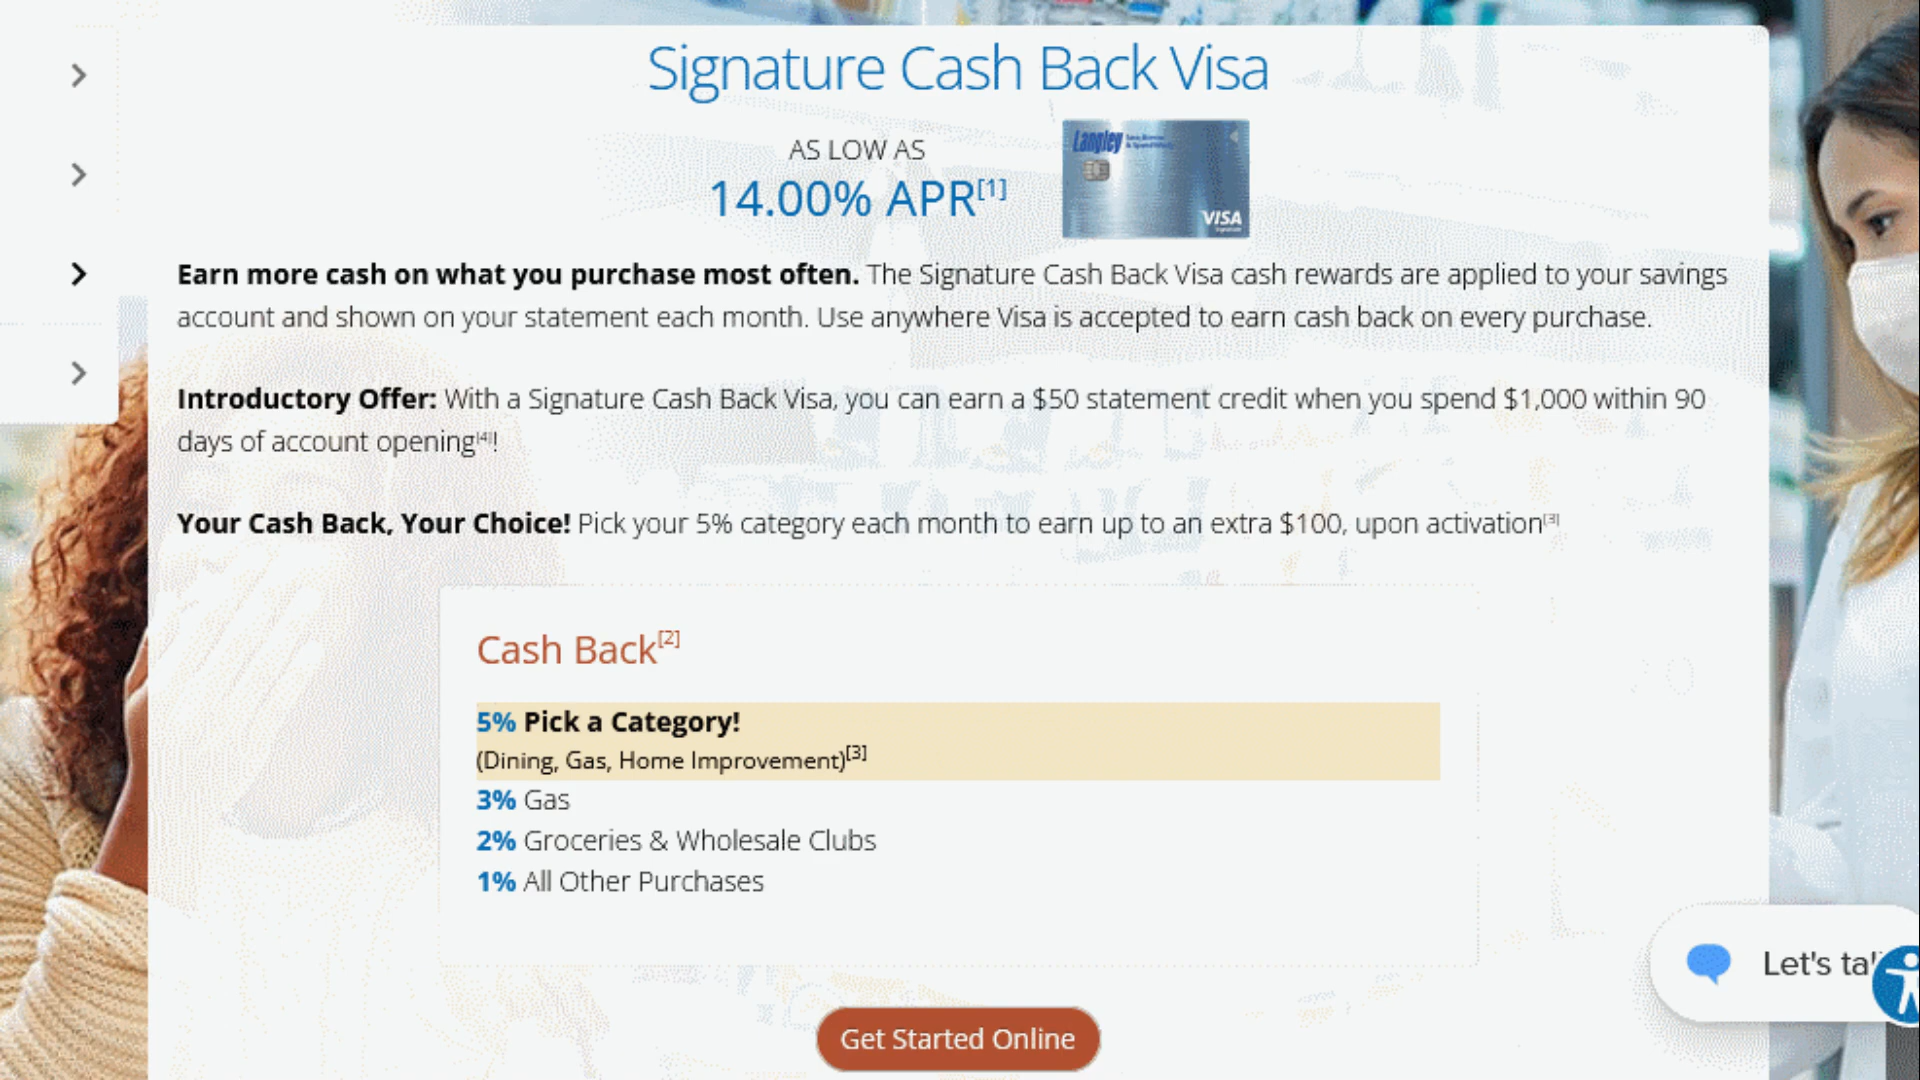 Signature Cash Back Visa
AS LOW AS
14.00% APR[1]
Langley
VISA
Earn more cash on what you purchase most often. The Signature Cash Back Visa cash rewards are applied to your savings
account and shown on your statement each month. Use anywhere Visa is accepted to earn cash back on every purchase.
Introductory Offer: With a Signature Cash Back Visa, you can earn a $50 statement credit when you spend $1,000 within 90
days of account opening[4]!
Your Cash Back, Your Choice! Pick your 5% category each month to earn up to an extra $100, upon activation[3]
Cash Back[2]
5% Pick a Category!
(Dining, Gas, Home Improvement)[3]
3% Gas
2% Groceries & Wholesale Clubs
1% All Other Purchases
Let's tal
Get Started Online